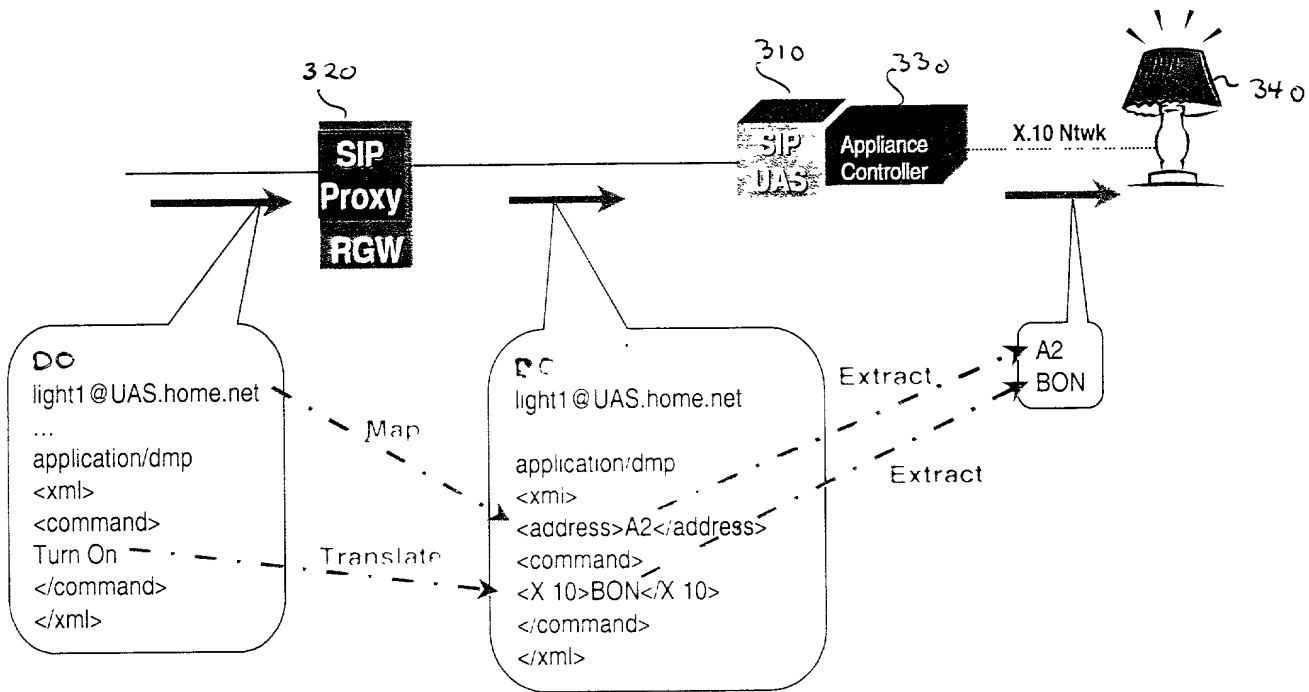 320
310
330
340
SIP
Proxy
RGW
SIP
UAS
Appliance
Controller
X.10 Ntwk
DO
light1@UAS.home.net
...
application/dmp
<xml>
<command>
Turn On
</command>
</xml>
Map
Translate
DO
light1@UAS.home.net
application/dmp
<xml>
<address>A2</address>
<command>
<X 10>BON</X 10>
</command>
</xml>
Extract
Extract
A2
BON